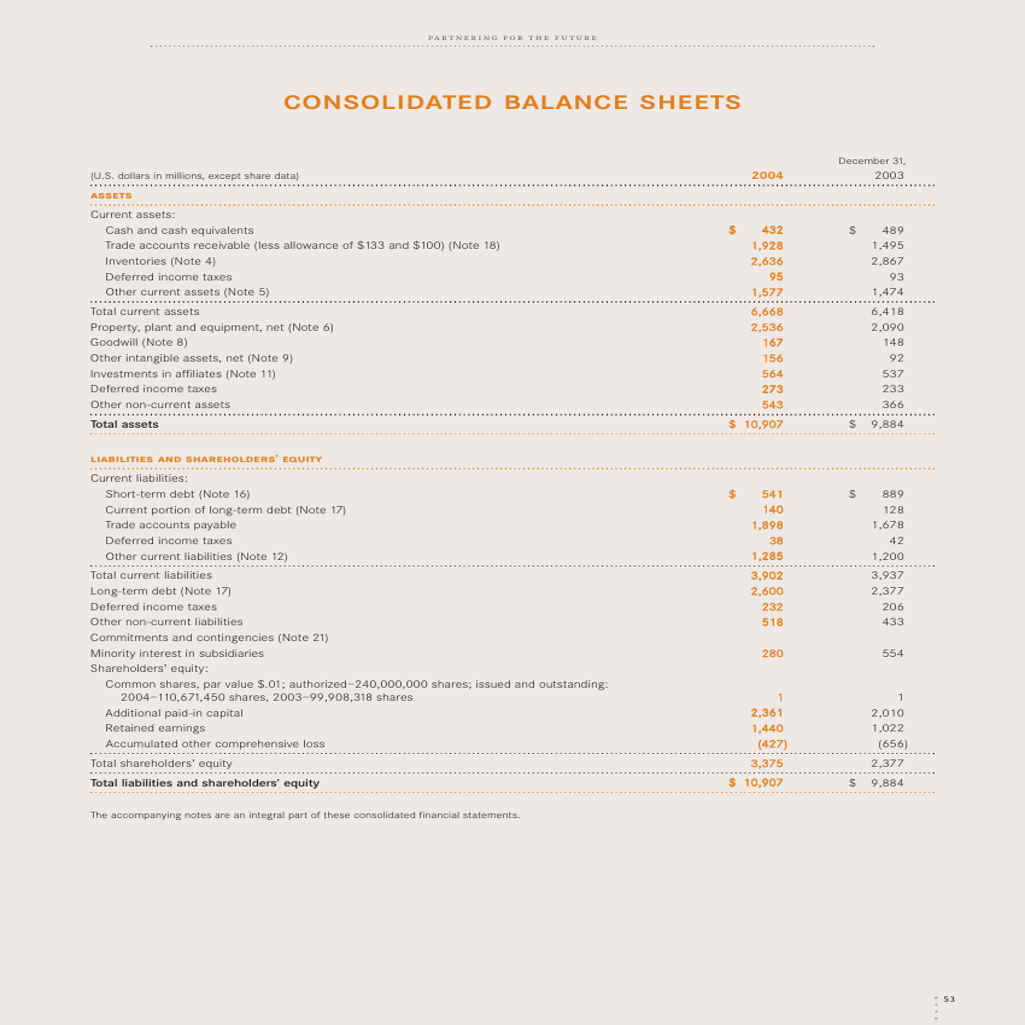 PARTNERING FOR THE FUTURE
CONSOLIDATED BALANCE SHEETS
December 31,
(U.S. dollars in millions, except share data) 2004 2003
ASSETS
Current assets:
Cash and cash equivalents $ 432 $ 489
Trade accounts receivable (less allowance of $133 and $100) (Note 18) 1,928 1,495
Inventories (Note 4) 2,636 2,867
Deferred income taxes 95 93
Other current assets (Note 5) 1,577 1,474
Total current assets 6,668 6,418
Property, plant and equipment, net (Note 6) 2,536 2,090
Goodwill (Note 8) 167 148
Other intangible assets, net (Note 9) 156 92
Investments in affiliates (Note 11) 564 537
Deferred income taxes 273 233
Other non-current assets 543 366
Total assets $ 10,907 $ 9,884
LIABILITIES AND SHAREHOLDERS' EQUITY
Current liabilities:
Short-term debt (Note 16) $ 541 $ 889
Current portion of long-term debt (Note 17) 140 128
Trade accounts payable 1,898 1,678
Deferred income taxes 38 42
Other current liabilities (Note 12) 1,285 1,200
Total current liabilities 3,902 3,937
Long-term debt (Note 17) 2,600 2,377
Deferred income taxes 232 206
Other non-current liabilities 518 433
Commitments and contingencies (Note 21)
Minority interest in subsidiaries 280 554
Shareholders' equity:
Common shares, par value $.01; authorized–240,000,000 shares; issued and outstanding:
2004–110,671,450 shares, 2003–99,908,318 shares 1 1
Additional paid-in capital 2,361 2,010
Retained earnings 1,440 1,022
Accumulated other comprehensive loss (427) (656)
Total shareholders' equity 3,375 2,377
Total liabilities and shareholders' equity $ 10,907 $ 9,884
The accompanying notes are an integral part of these consolidated financial statements.
53